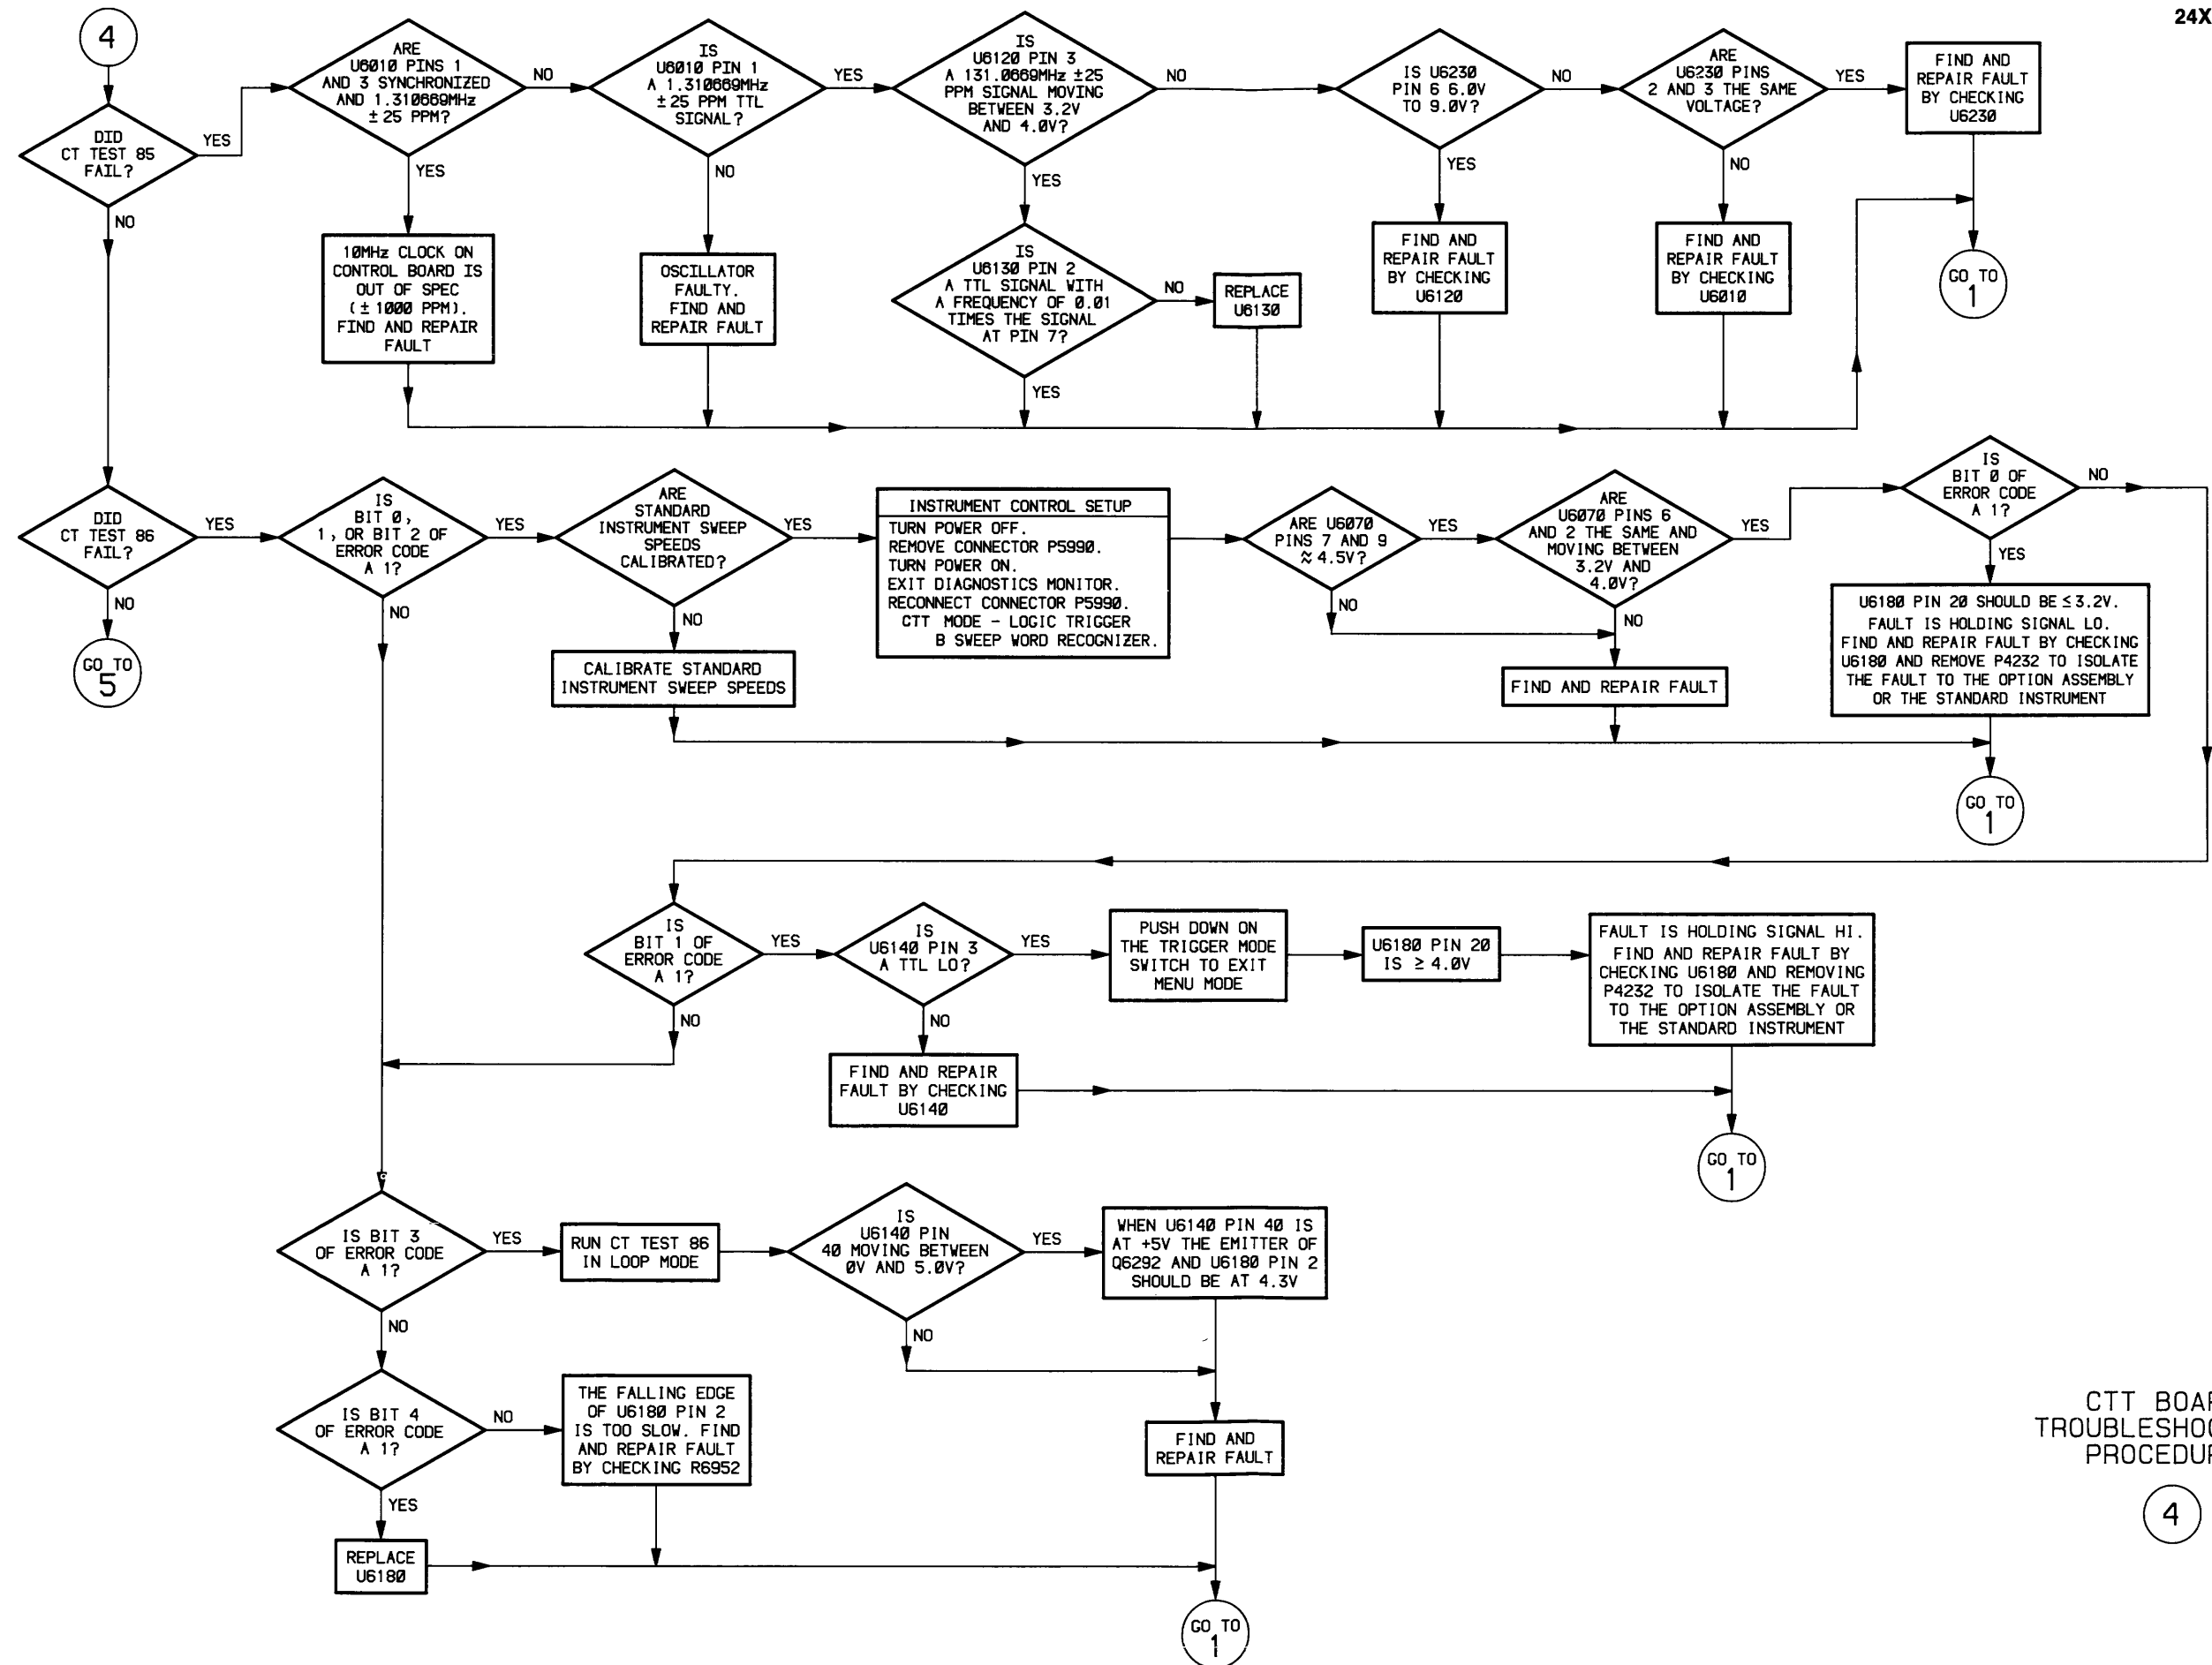 24X
4
DID
CT TEST 85
FAIL?
YES
NO
ARE
U6010 PINS 1
AND 3 SYNCHRONIZED
AND 1.310669MHz
±25 PPM?
NO
YES
10MHz CLOCK ON
CONTROL BOARD IS
OUT OF SPEC
(±1000 PPM).
FIND AND REPAIR
FAULT
IS
U6010 PIN 1
A 1.310669MHz
±25 PPM TTL
SIGNAL?
YES
NO
OSCILLATOR
FAULTY.
FIND AND
REPAIR FAULT
IS
U6120 PIN 3
A 131.0669MHz ±25
PPM SIGNAL MOVING
BETWEEN 3.2V
AND 4.0V?
NO
YES
IS
U6130 PIN 2
A TTL SIGNAL WITH
A FREQUENCY OF 0.01
TIMES THE SIGNAL
AT PIN 7?
NO
YES
REPLACE
U6130
IS U6230
PIN 6 6.0V
TO 9.0V?
NO
YES
FIND AND
REPAIR FAULT
BY CHECKING
U6120
ARE
U6230 PINS
2 AND 3 THE SAME
VOLTAGE?
YES
NO
FIND AND
REPAIR FAULT
BY CHECKING
U6010
FIND AND
REPAIR FAULT
BY CHECKING
U6230
GO TO
1
DID
CT TEST 86
FAIL?
YES
NO
GO TO
5
IS
BIT 0,
1, OR BIT 2 OF
ERROR CODE
A 1?
YES
NO
ARE
STANDARD
INSTRUMENT SWEEP
SPEEDS
CALIBRATED?
YES
NO
CALIBRATE STANDARD
INSTRUMENT SWEEP SPEEDS
INSTRUMENT CONTROL SETUP
TURN POWER OFF.
REMOVE CONNECTOR P5990.
TURN POWER ON.
EXIT DIAGNOSTICS MONITOR.
RECONNECT CONNECTOR P5990.
CTT MODE - LOGIC TRIGGER
B SWEEP WORD RECOGNIZER.
ARE U6070
PINS 7 AND 9
≈ 4.5V?
YES
NO
ARE
U6070 PINS 6
AND 2 THE SAME AND
MOVING BETWEEN
3.2V AND
4.0V?
YES
NO
FIND AND REPAIR FAULT
IS
BIT 0 OF
ERROR CODE
A 1?
NO
YES
U6180 PIN 20 SHOULD BE ≤3.2V.
FAULT IS HOLDING SIGNAL LO.
FIND AND REPAIR FAULT BY CHECKING
U6180 AND REMOVE P4232 TO ISOLATE
THE FAULT TO THE OPTION ASSEMBLY
OR THE STANDARD INSTRUMENT
GO TO
1
IS
BIT 1 OF
ERROR CODE
A 1?
YES
NO
IS
U6140 PIN 3
A TTL LO?
YES
NO
FIND AND REPAIR
FAULT BY CHECKING
U6140
PUSH DOWN ON
THE TRIGGER MODE
SWITCH TO EXIT
MENU MODE
U6180 PIN 20
IS ≥ 4.0V
FAULT IS HOLDING SIGNAL HI.
FIND AND REPAIR FAULT BY
CHECKING U6180 AND REMOVING
P4232 TO ISOLATE THE FAULT
TO THE OPTION ASSEMBLY OR
THE STANDARD INSTRUMENT
GO TO
1
IS BIT 3
OF ERROR CODE
A 1?
YES
NO
RUN CT TEST 86
IN LOOP MODE
IS
U6140 PIN
40 MOVING BETWEEN
0V AND 5.0V?
YES
NO
WHEN U6140 PIN 40 IS
AT +5V THE EMITTER OF
Q6292 AND U6180 PIN 2
SHOULD BE AT 4.3V
FIND AND
REPAIR FAULT
IS BIT 4
OF ERROR CODE
A 1?
NO
YES
THE FALLING EDGE
OF U6180 PIN 2
IS TOO SLOW. FIND
AND REPAIR FAULT
BY CHECKING R6952
REPLACE
U6180
GO TO
1
CTT BOA
TROUBLESHO
PROCEDU
4